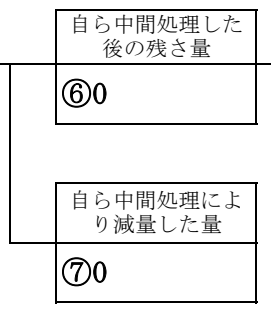 自ら中間処理した
後の残さ量
⑥0
自ら中間処理によ
り減量した量
⑦0